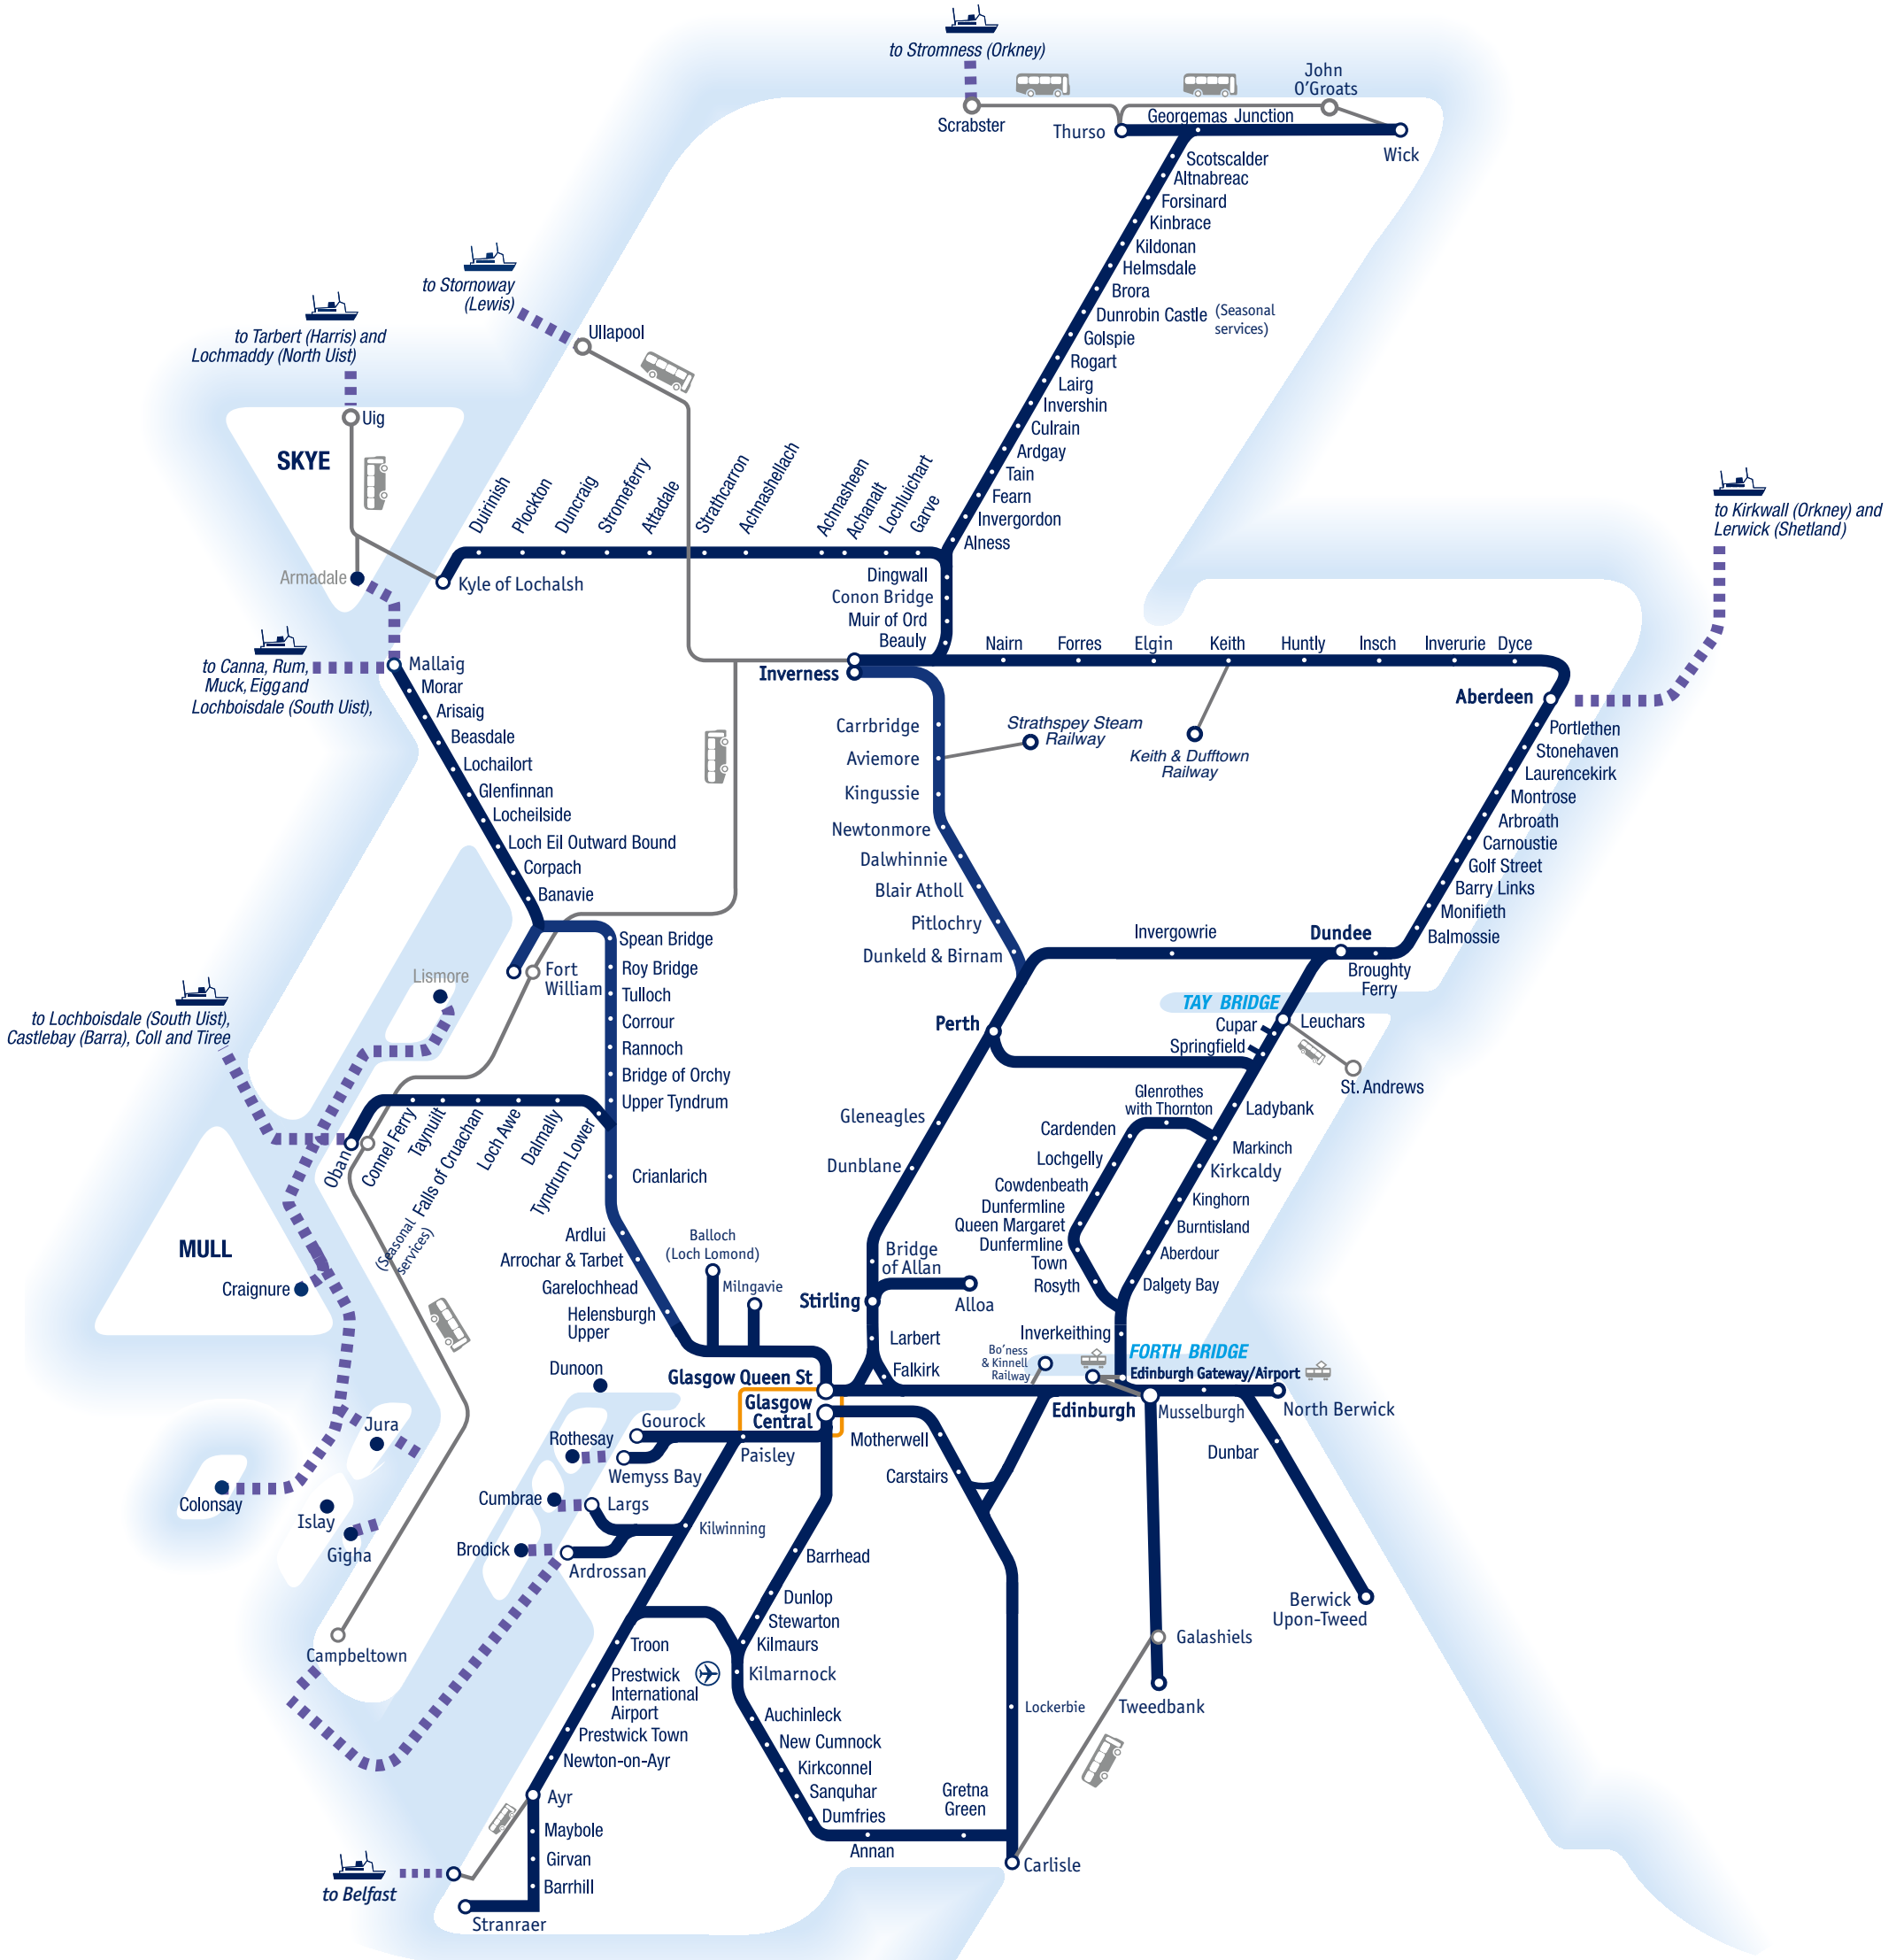 to Stromness (Orkney)
John
O'Groats
Scrabster
Thurso
Georgemas Junction
Wick
Scotscalder
Altnabreac
Forsinard
Kinbrace
Kildonan
Helmsdale
Brora
Dunrobin Castle (Seasonal
services)
Golspie
Rogart
Lairg
Invershin
Culrain
Ardgay
Tain
Fearn
Invergordon
Alness
to Stornoway
(Lewis)
Ullapool
to Tarbert (Harris) and
Lochmaddy (North Uist)
Uig
SKYE
Armadale
Duirinish
Plockton
Duncraig
Stromeferry
Attadale
Strathcarron
Achnashellach
Achnasheen
Achanalt
Lochluichart
Garve
Kyle of Lochalsh
Dingwall
Conon Bridge
Muir of Ord
Beauly
to Kirkwall (Orkney) and
Lerwick (Shetland)
Inverness
Nairn
Forres
Elgin
Keith
Huntly
Insch
Inverurie
Dyce
Aberdeen
to Canna, Rum,
Muck, Eigg and
Lochboisdale (South Uist),
Mallaig
Morar
Arisaig
Beasdale
Lochailort
Glenfinnan
Locheilside
Loch Eil Outward Bound
Corpach
Banavie
Carrbridge
Aviemore
Kingussie
Newtonmore
Dalwhinnie
Blair Atholl
Pitlochry
Dunkeld & Birnam
Strathspey Steam
Railway
Keith & Dufftown
Railway
Portlethen
Stonehaven
Laurencekirk
Montrose
Arbroath
Carnoustie
Golf Street
Barry Links
Monifieth
Balmossie
Broughty
Ferry
Dundee
Invergowrie
Perth
TAY BRIDGE
Leuchars
Cupar
Springfield
St. Andrews
Ladybank
Glenrothes
with Thornton
Markinch
Kirkcaldy
Kinghorn
Burntisland
Aberdour
Dalgety Bay
Cardenden
Lochgelly
Cowdenbeath
Dunfermline
Queen Margaret
Dunfermline
Town
Rosyth
Inverkeithing
Lismore
Fort
William
Spean Bridge
Roy Bridge
Tulloch
Corrour
Rannoch
Bridge of Orchy
Upper Tyndrum
Crianlarich
to Lochboisdale (South Uist),
Castlebay (Barra), Coll and Tiree
Oban
Connel Ferry
Taynuilt
Falls of Cruachan
(Seasonal
services)
Loch Awe
Dalmally
Tyndrum Lower
MULL
Craignure
Ardlui
Arrochar & Tarbet
Garelochhead
Helensburgh
Upper
Balloch
(Loch Lomond)
Milngavie
Gleneagles
Dunblane
Bridge
of Allan
Stirling
Alloa
Larbert
Falkirk
Bo'ness
& Kinnell
Railway
FORTH BRIDGE
Edinburgh Gateway/Airport
Edinburgh
Musselburgh
North Berwick
Dunbar
Berwick
Upon-Tweed
Galashiels
Tweedbank
Glasgow Queen St
Glasgow
Central
Dunoon
Gourock
Rothesay
Wemyss Bay
Paisley
Cumbrae
Largs
Kilwinning
Brodick
Ardrossan
Jura
Colonsay
Islay
Gigha
Campbeltown
Motherwell
Carstairs
Lockerbie
Barrhead
Dunlop
Stewarton
Kilmaurs
Kilmarnock
Auchinleck
New Cumnock
Kirkconnel
Sanquhar
Dumfries
Annan
Gretna
Green
Carlisle
Troon
Prestwick
International
Airport
Prestwick Town
Newton-on-Ayr
Ayr
Maybole
Girvan
Barrhill
to Belfast
Stranraer